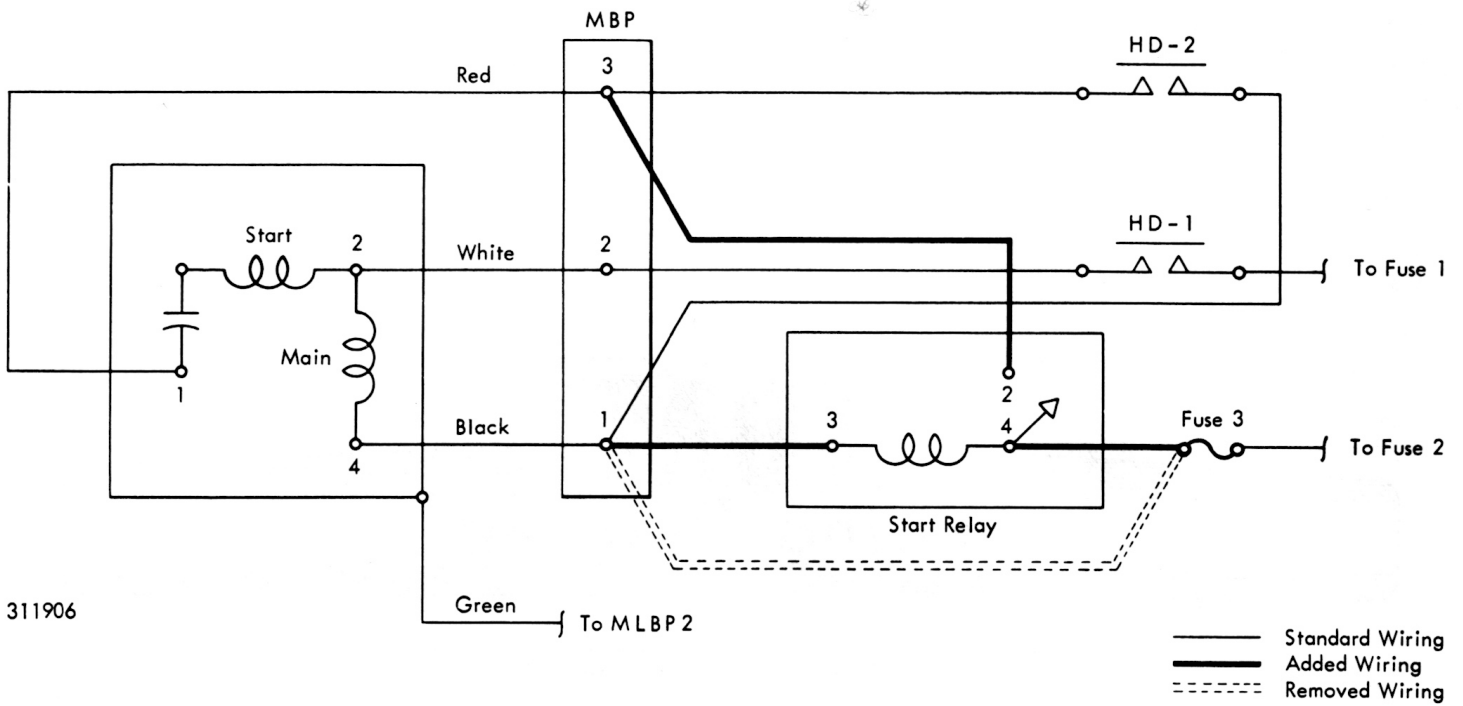 MBP
HD-2
3
Red
HD-1
Start
2
White
2
To Fuse 1
Main
1
2
Black
1
3
4
Fuse 3
To Fuse 2
4
Start Relay
311906
Green
To MLBP2
Standard Wiring
Added Wiring
Removed Wiring